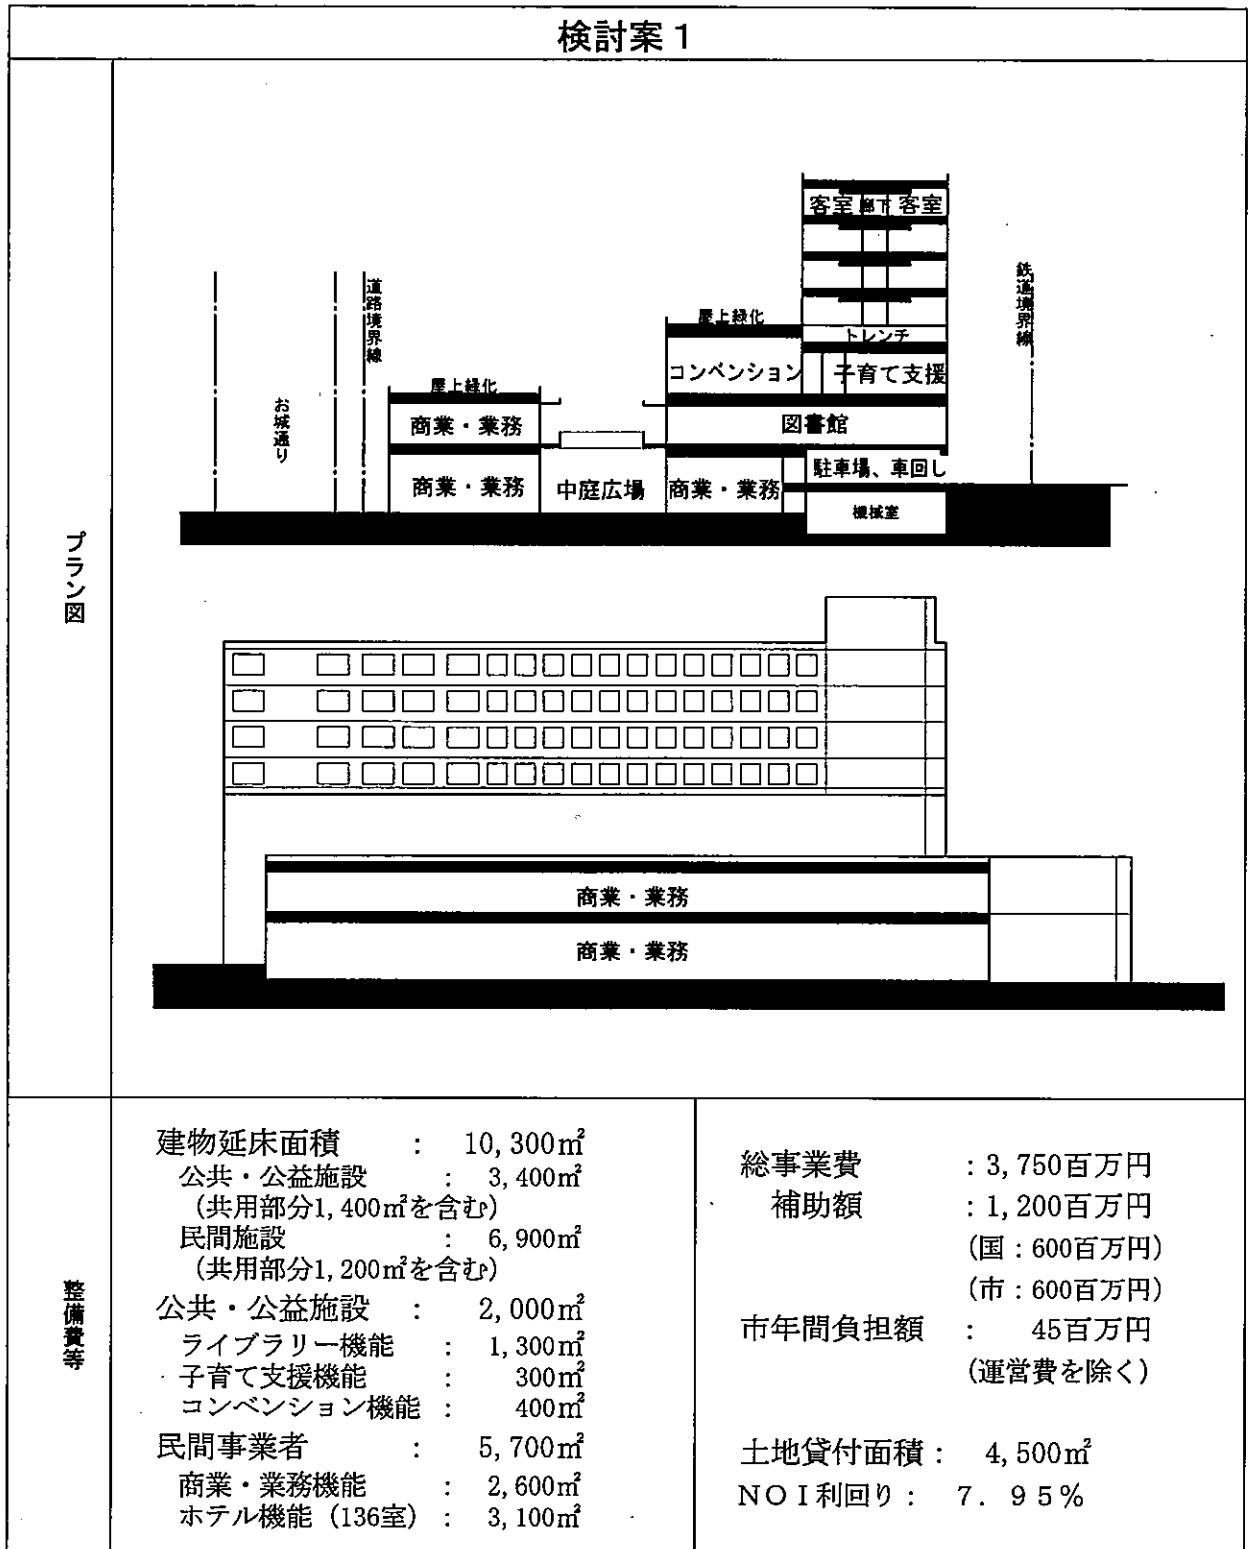 検討案１
プラン図
客室 廊下 客室
道路境界線
鉄道境界線
屋上緑化
トレンチ
コンベンション
子育て支援
屋上緑化
お城通り
商業・業務
図書館
商業・業務
中庭広場
商業・業務
駐車場、車回し
機械室
商業・業務
商業・業務
整備費等
建物延床面積 : 10,300㎡
公共・公益施設 : 3,400㎡
(共用部分1,400㎡を含む)
民間施設 : 6,900㎡
(共用部分1,200㎡を含む)
公共・公益施設 : 2,000㎡
ライブラリー機能 : 1,300㎡
子育て支援機能 : 300㎡
コンベンション機能 : 400㎡
民間事業者 : 5,700㎡
商業・業務機能 : 2,600㎡
ホテル機能 (136室) : 3,100㎡
総事業費 : 3,750百万円
補助額 : 1,200百万円
(国：600百万円)
(市：600百万円)
市年間負担額 : 45百万円
(運営費を除く)
土地貸付面積： 4,500㎡
ＮＯＩ利回り： ７．９５％